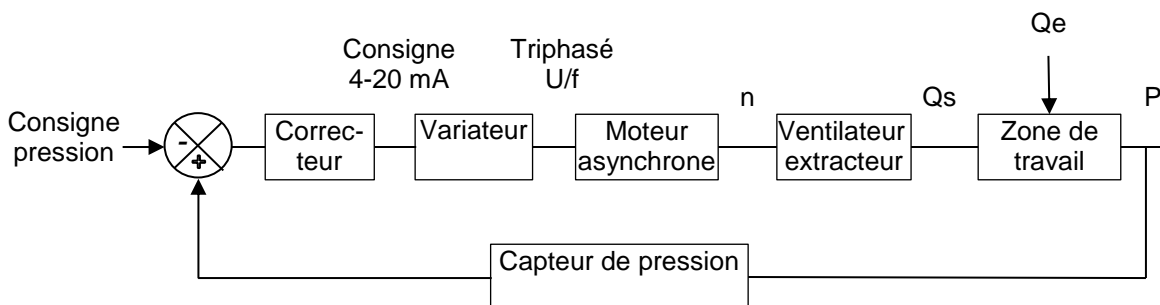 Qe
Consigne
4-20 mA
Triphasé
U/f
n
Qs
P
Consigne
pression
-
+
Correc-
teur
Variateur
Moteur
asynchrone
Ventilateur
extracteur
Zone de
travail
Capteur de pression